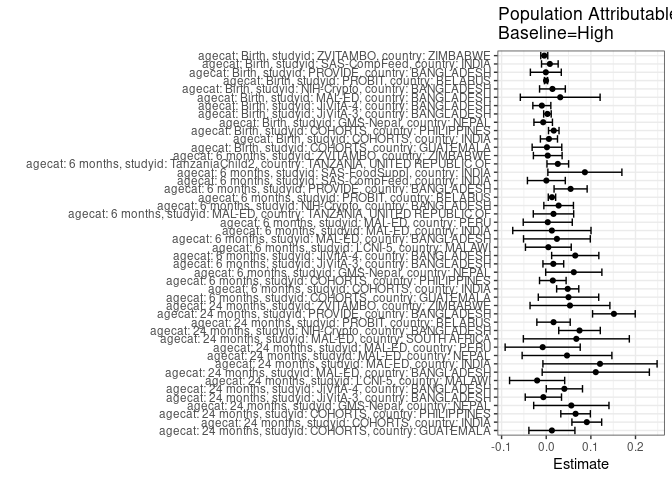 Population Attributable
Baseline=High
agecat: Birth, studyid: ZVITAMBO, country: ZIMBABWE
agecat: Birth, studyid: SAS-CompFeed, country: INDIA
agecat: Birth, studyid: PROVIDE, country: BANGLADESH
agecat: Birth, studyid: PROBIT, country: BELARUS
agecat: Birth, studyid: NIH-Crypto, country: BANGLADESH
agecat: Birth, studyid: MAL-ED, country: BANGLADESH
agecat: Birth, studyid: JiVitA-4, country: BANGLADESH
agecat: Birth, studyid: JiVitA-3, country: BANGLADESH
agecat: Birth, studyid: GMS-Nepal, country: NEPAL
agecat: Birth, studyid: COHORTS, country: PHILIPPINES
agecat: Birth, studyid: COHORTS, country: INDIA
agecat: Birth, studyid: COHORTS, country: GUATEMALA
agecat: 6 months, studyid: ZVITAMBO, country: ZIMBABWE
agecat: 6 months, studyid: TanzaniaChild2, country: TANZANIA, UNITED REPUBLIC OF
agecat: 6 months, studyid: SAS-FoodSuppl, country: INDIA
agecat: 6 months, studyid: SAS-CompFeed, country: INDIA
agecat: 6 months, studyid: PROVIDE, country: BANGLADESH
agecat: 6 months, studyid: PROBIT, country: BELARUS
agecat: 6 months, studyid: NIH-Crypto, country: BANGLADESH
agecat: 6 months, studyid: MAL-ED, country: TANZANIA, UNITED REPUBLIC OF
agecat: 6 months, studyid: MAL-ED, country: PERU
agecat: 6 months, studyid: MAL-ED, country: INDIA
agecat: 6 months, studyid: MAL-ED, country: BANGLADESH
agecat: 6 months, studyid: LCNI-5, country: MALAWI
agecat: 6 months, studyid: JiVitA-4, country: BANGLADESH
agecat: 6 months, studyid: JiVitA-3, country: BANGLADESH
agecat: 6 months, studyid: GMS-Nepal, country: NEPAL
agecat: 6 months, studyid: COHORTS, country: PHILIPPINES
agecat: 6 months, studyid: COHORTS, country: INDIA
agecat: 6 months, studyid: COHORTS, country: GUATEMALA
agecat: 24 months, studyid: ZVITAMBO, country: ZIMBABWE
agecat: 24 months, studyid: PROVIDE, country: BANGLADESH
agecat: 24 months, studyid: PROBIT, country: BELARUS
agecat: 24 months, studyid: NIH-Crypto, country: BANGLADESH
agecat: 24 months, studyid: MAL-ED, country: SOUTH AFRICA
agecat: 24 months, studyid: MAL-ED, country: PERU
agecat: 24 months, studyid: MAL-ED, country: NEPAL
agecat: 24 months, studyid: MAL-ED, country: INDIA
agecat: 24 months, studyid: MAL-ED, country: BANGLADESH
agecat: 24 months, studyid: LCNI-5, country: MALAWI
agecat: 24 months, studyid: JiVitA-4, country: BANGLADESH
agecat: 24 months, studyid: JiVitA-3, country: BANGLADESH
agecat: 24 months, studyid: GMS-Nepal, country: NEPAL
agecat: 24 months, studyid: COHORTS, country: PHILIPPINES
agecat: 24 months, studyid: COHORTS, country: INDIA
agecat: 24 months, studyid: COHORTS, country: GUATEMALA
-0.1 0.0 0.1 0.2
Estimate